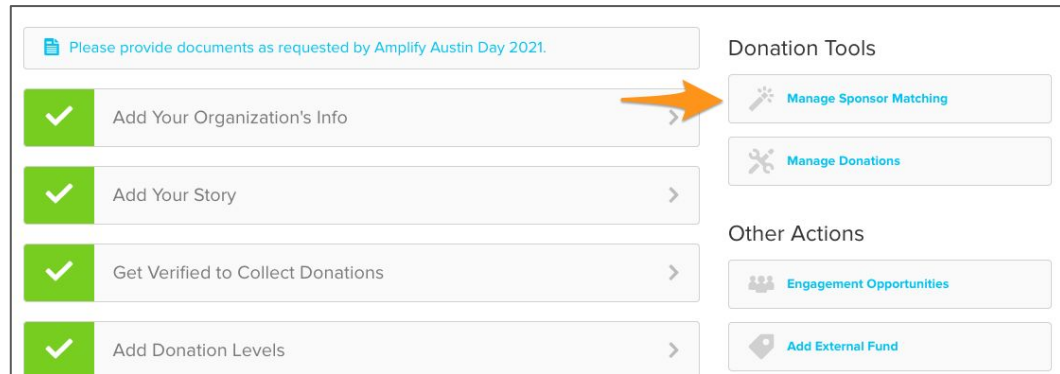 Please provide documents as requested by Amplify Austin Day 2021.
Add Your Organization's Info
Add Your Story
Get Verified to Collect Donations
Add Donation Levels
Donation Tools
Manage Sponsor Matching
Manage Donations
Other Actions
Engagement Opportunities
Add External Fund